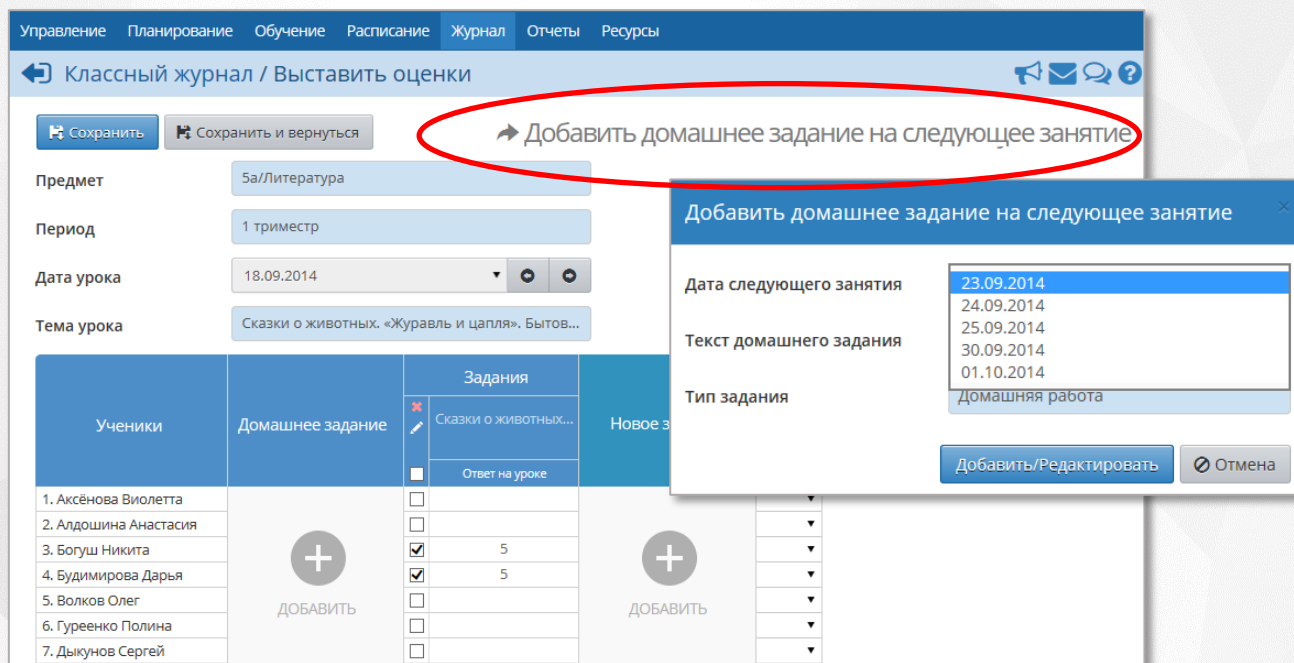 Управление Планирование Обучение Расписание Журнал Отчеты Ресурсы
Классный журнал / Выставить оценки
Сохранить Сохранить и вернуться Добавить домашнее задание на следующее занятие
Предмет 5а/Литература
Период 1 триместр
Дата урока 18.09.2014
Тема урока Сказки о животных. «Журавль и цапля». Бытов...
Добавить домашнее задание на следующее занятие
Дата следующего занятия
23.09.2014
24.09.2014
25.09.2014
30.09.2014
01.10.2014
Текст домашнего задания
Тип задания Домашняя работа
Добавить/Редактировать Отмена
Ученики Домашнее задание Задания
Сказки о животных...
Ответ на уроке
Новое з
1. Аксёнова Виолетта
2. Алдошина Анастасия
3. Богуш Никита 5
4. Будимирова Дарья 5
5. Волков Олег
6. Гуреенко Полина
7. Дыкунов Сергей
ДОБАВИТЬ ДОБАВИТЬ